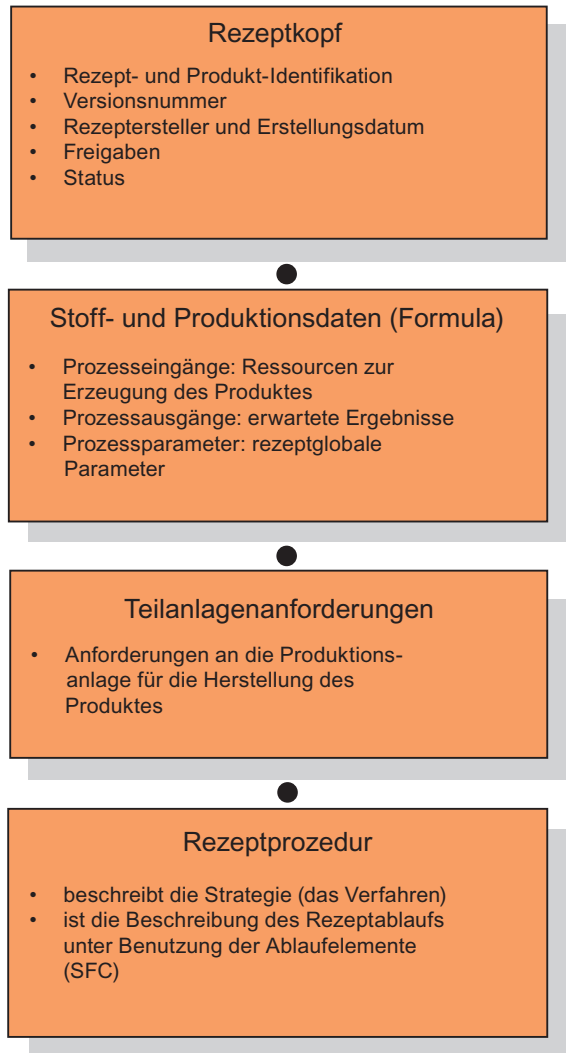 Rezeptkopf
• Rezept- und Produkt-Identifikation
• Versionsnummer
• Rezeptersteller und Erstellungsdatum
• Freigaben
• Status
Stoff- und Produktionsdaten (Formula)
• Prozesseingänge: Ressourcen zur
Erzeugung des Produktes
• Prozessausgänge: erwartete Ergebnisse
• Prozessparameter: rezeptglobale
Parameter
Teilanlagenanforderungen
• Anforderungen an die Produktions-
anlage für die Herstellung des
Produktes
Rezeptprozedur
• beschreibt die Strategie (das Verfahren)
• ist die Beschreibung des Rezeptablaufs
unter Benutzung der Ablaufelemente
(SFC)